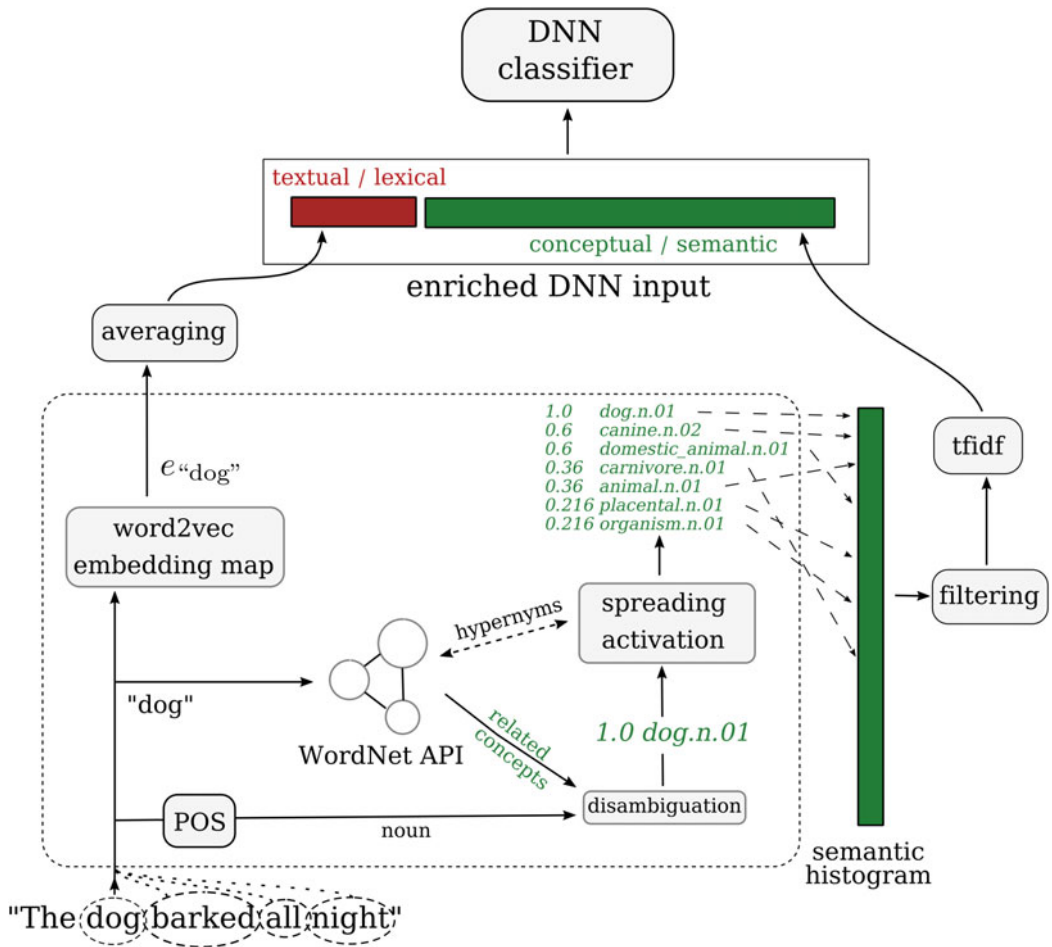 DNN
classifier
textual / lexical
conceptual / semantic
enriched DNN input
averaging
e“dog”
word2vec
embedding map
1.0 dog.n.01
0.6 canine.n.02
0.6 domestic_animal.n.01
0.36 carnivore.n.01
0.36 animal.n.01
0.216 placental.n.01
0.216 organism.n.01
tfidf
filtering
spreading
activation
hypernyms
"dog"
WordNet API
related
concepts
1.0 dog.n.01
disambiguation
POS
noun
semantic
histogram
"The dog barked all night"